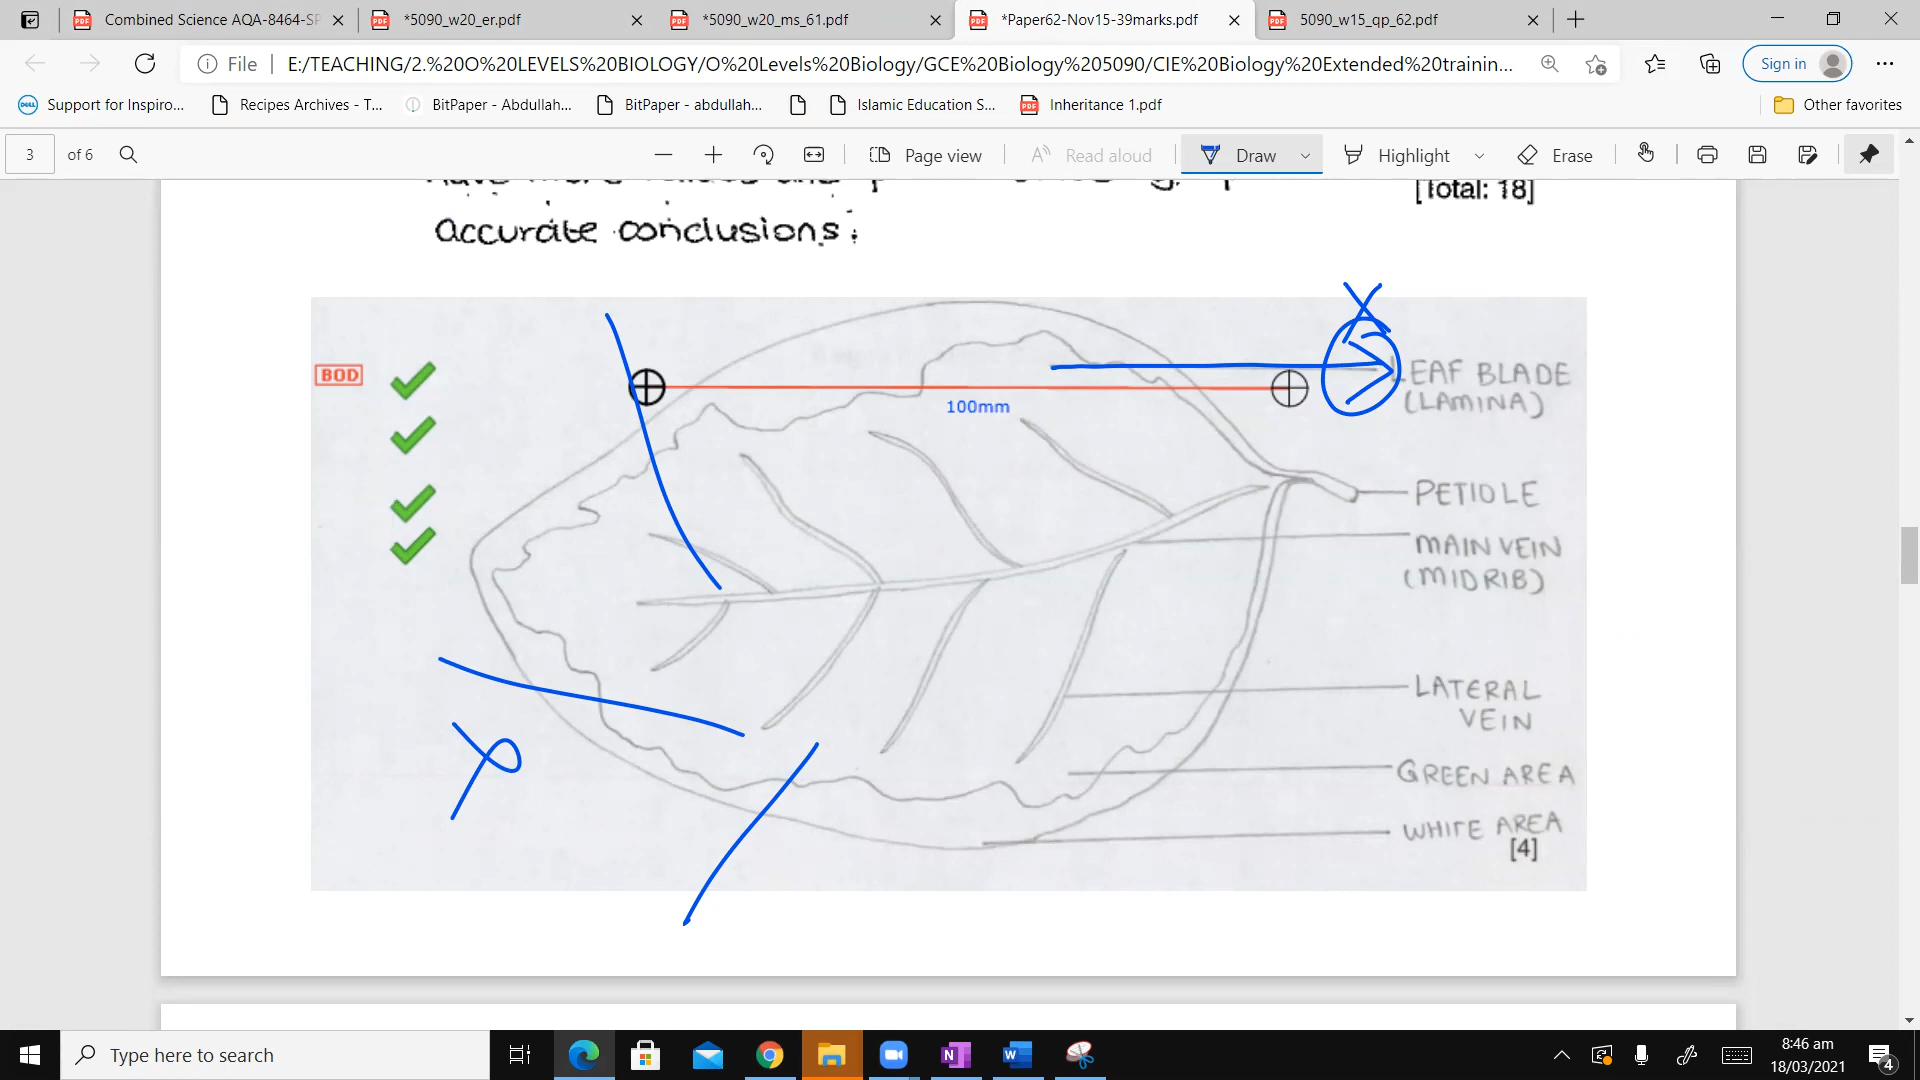 Combined Science AQA-8464-SP
*5090_w20_er.pdf
*5090_w20_ms_61.pdf
*Paper62-Nov15-39marks.pdf
5090_w15_qp_62.pdf
File
E:/TEACHING/2.%20O%20LEVELS%20BIOLOGY/O%20Levels%20Biology/GCE%20Biology%205090/CIE%20Biology%20Extended%20trainin...
Sign in
Support for Inspiro...
Recipes Archives - T...
BitPaper - Abdullah...
BitPaper - abdullah...
Islamic Education S...
Inheritance 1.pdf
Other favorites
3 of 6
Page view
Read aloud
Draw
Highlight
Erase
[Total: 18]
accurate conclusions.
BOD
100mm
LEAF BLADE
(LAMINA)
PETIOLE
MAIN VEIN
(MIDRIB)
LATERAL
VEIN
GREEN AREA
WHITE AREA
[4]
Type here to search
8:46 am
18/03/2021
4